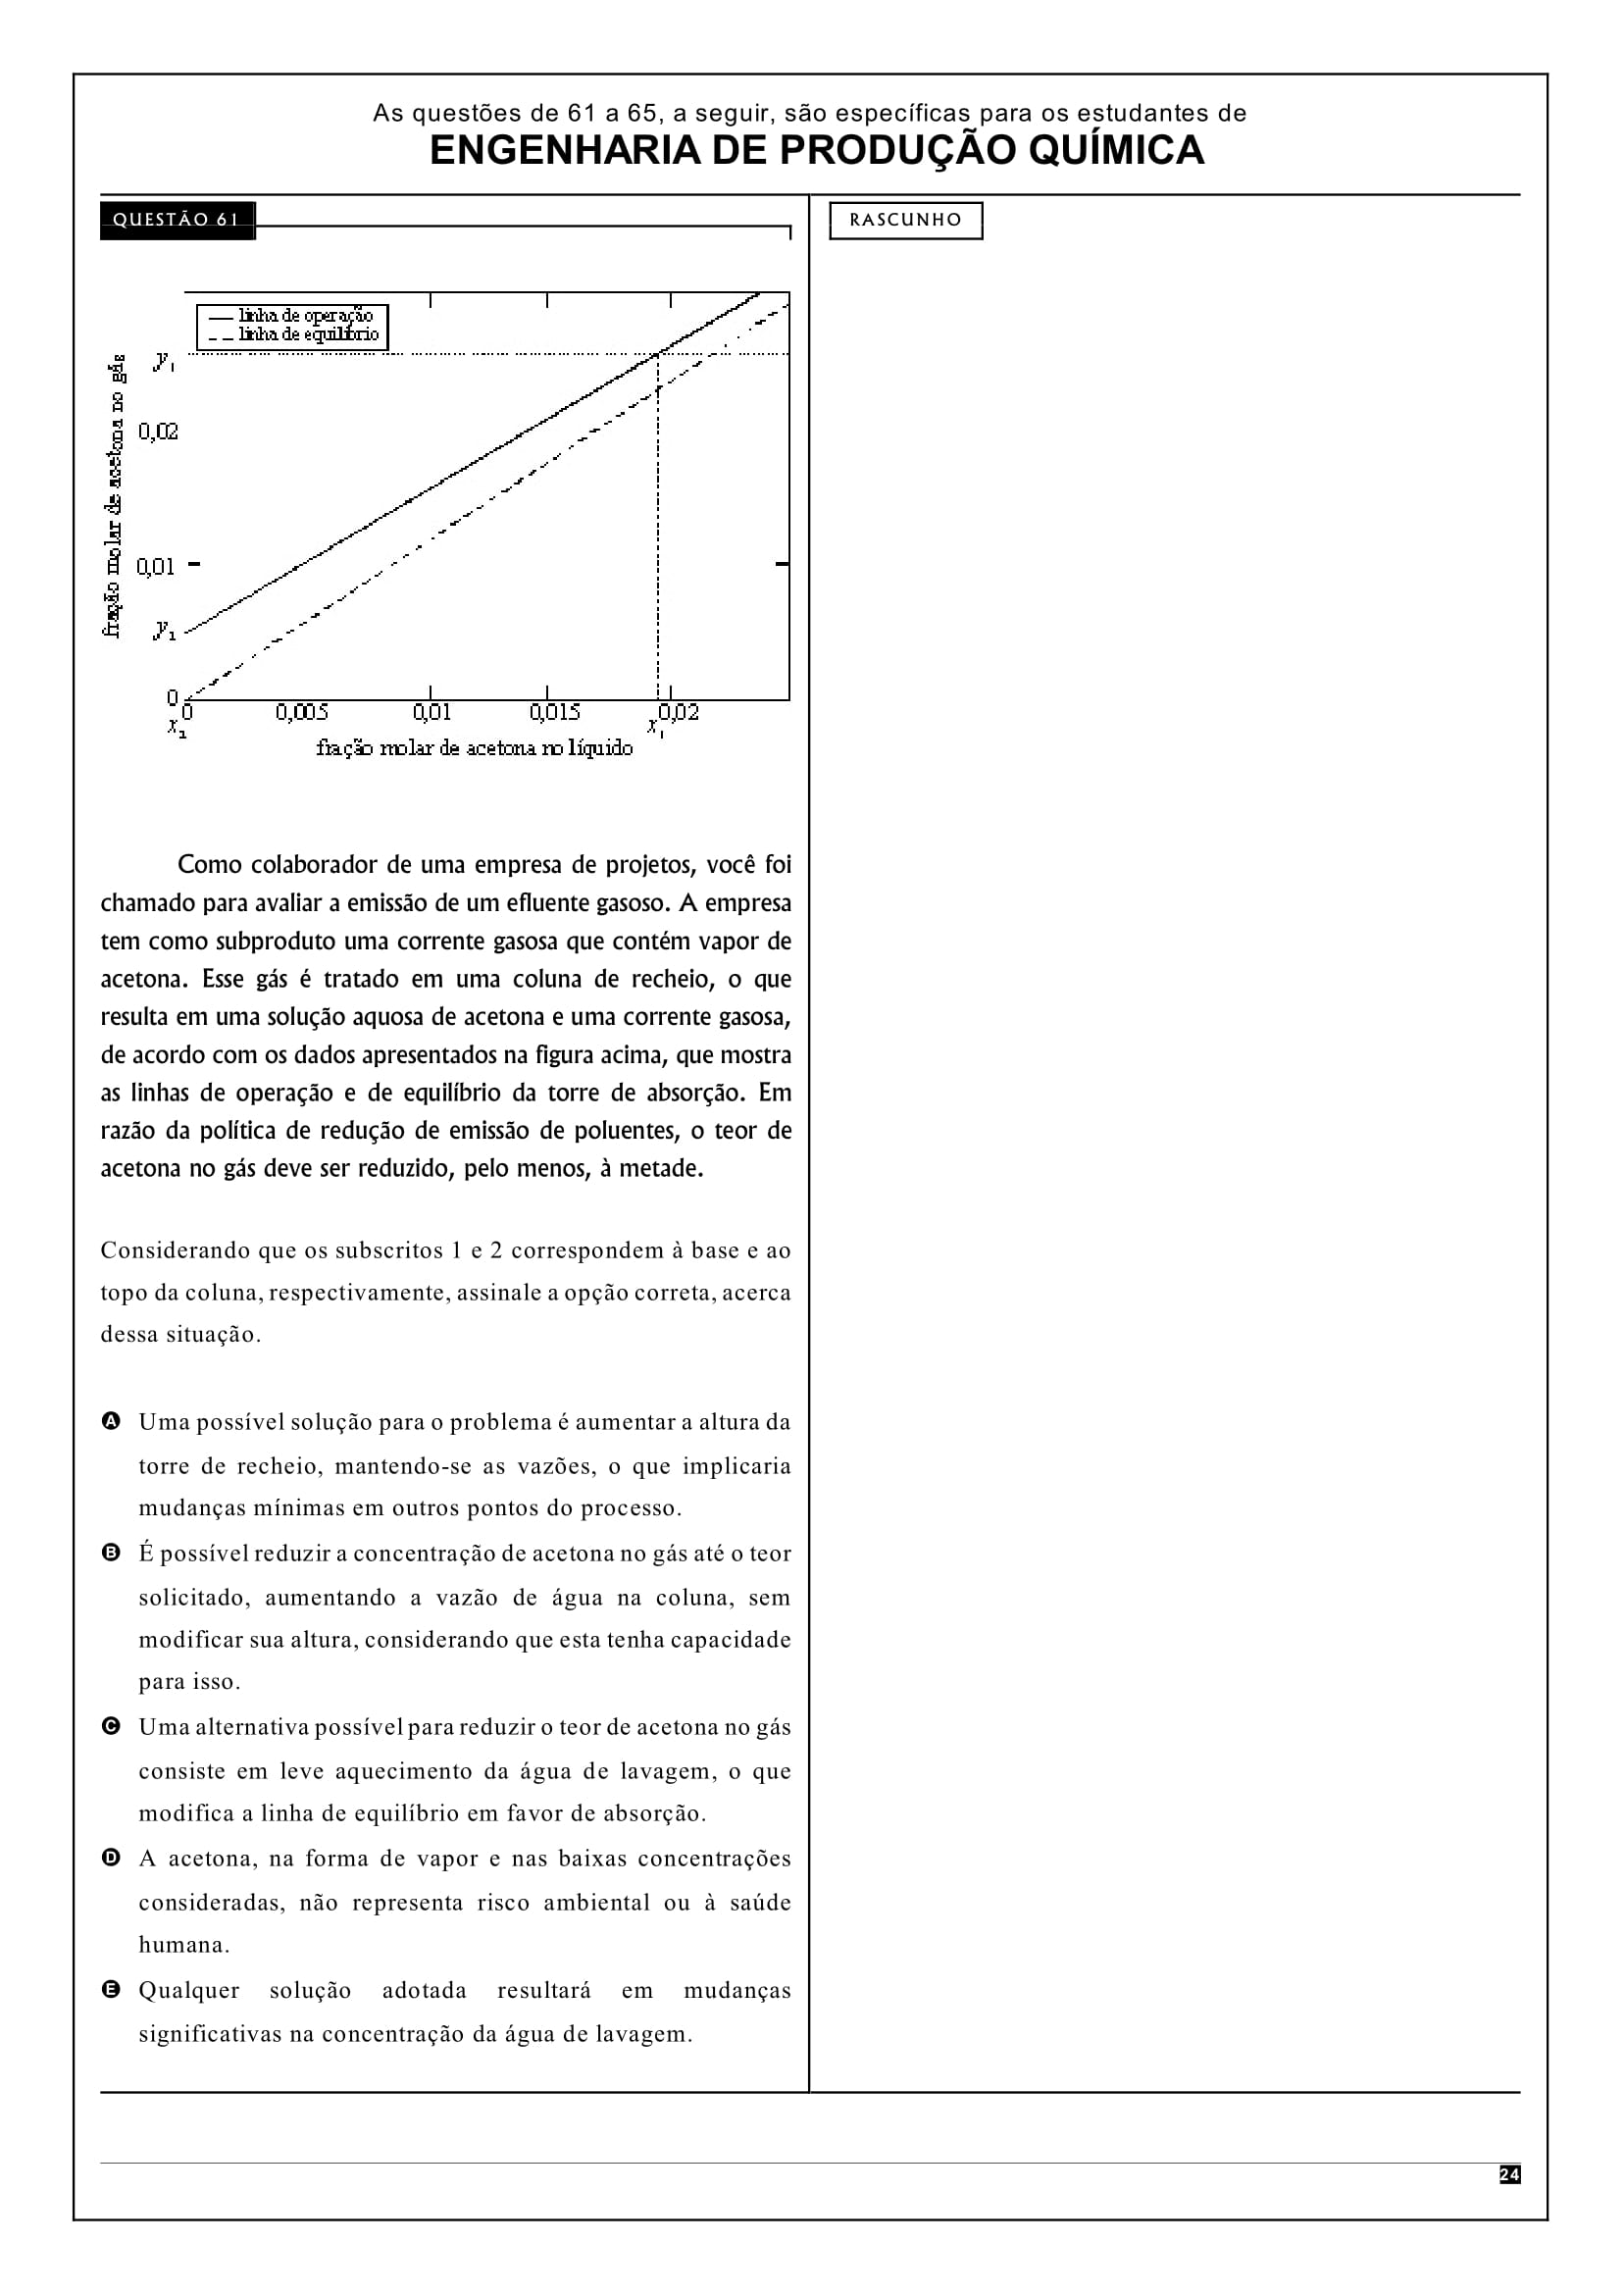 As questões de 61 a 65, a seguir, são específicas para os estudantes de
ENGENHARIA DE PRODUÇÃO QUÍMICA
QUESTÃO 61
RASCUNHO
linha de operação
linha de equilíbrio
fração molar de acetona no gás
y₁
0,02
0,01
y₂
0
x₂
0
0,005
0,01
0,015
x₁
0,02
fração molar de acetona no líquido
Como colaborador de uma empresa de projetos, você foi
chamado para avaliar a emissão de um efluente gasoso. A empresa
tem como subproduto uma corrente gasosa que contém vapor de
acetona. Esse gás é tratado em uma coluna de recheio, o que
resulta em uma solução aquosa de acetona e uma corrente gasosa,
de acordo com os dados apresentados na figura acima, que mostra
as linhas de operação e de equilíbrio da torre de absorção. Em
razão da política de redução de emissão de poluentes, o teor de
acetona no gás deve ser reduzido, pelo menos, à metade.
Considerando que os subscritos 1 e 2 correspondem à base e ao
topo da coluna, respectivamente, assinale a opção correta, acerca
dessa situação.
A Uma possível solução para o problema é aumentar a altura da
torre de recheio, mantendo-se as vazões, o que implicaria
mudanças mínimas em outros pontos do processo.
B É possível reduzir a concentração de acetona no gás até o teor
solicitado, aumentando a vazão de água na coluna, sem
modificar sua altura, considerando que esta tenha capacidade
para isso.
C Uma alternativa possível para reduzir o teor de acetona no gás
consiste em leve aquecimento da água de lavagem, o que
modifica a linha de equilíbrio em favor de absorção.
D A acetona, na forma de vapor e nas baixas concentrações
consideradas, não representa risco ambiental ou à saúde
humana.
E Qualquer solução adotada resultará em mudanças
significativas na concentração da água de lavagem.
24